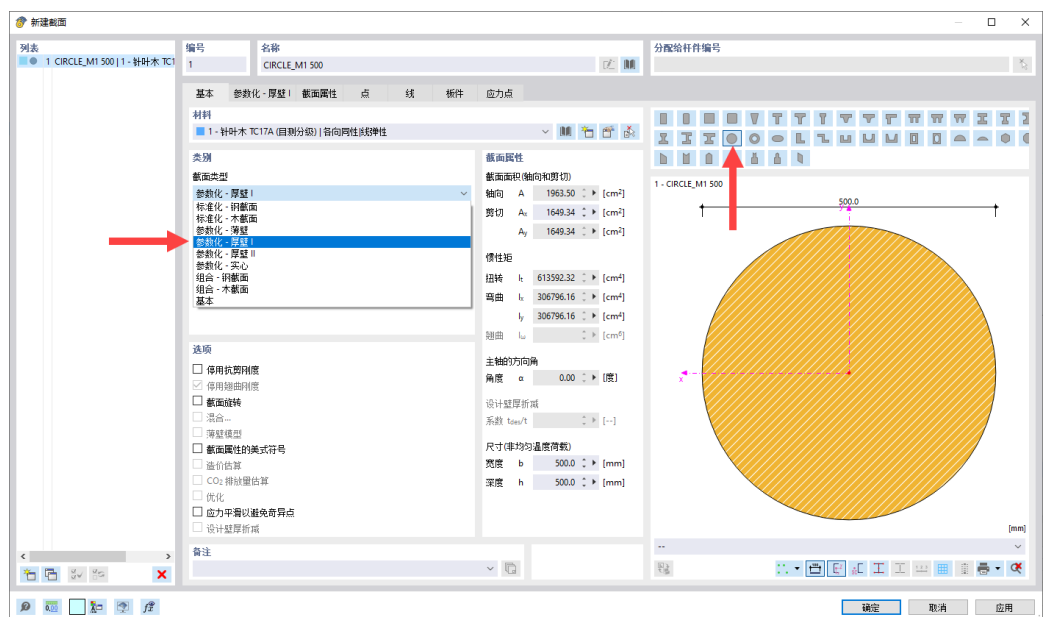 新建截面
列表
1 CIRCLE_M1 500 | 1 - 针叶木 TC1
编号
1
名称
CIRCLE_M1 500
分配给杆件编号
基本
参数化 - 厚壁 I
截面属性
点
线
板件
应力点
材料
1 - 针叶木 TC17A (目测分级) | 各向同性|线弹性
类别
截面类型
参数化 - 厚壁 I
标准化 - 钢截面
标准化 - 木截面
参数化 - 薄壁
参数化 - 厚壁 I
参数化 - 厚壁 II
参数化 - 实心
组合 - 钢截面
组合 - 木截面
基本
选项
停用抗剪刚度
停用翘曲刚度
截面旋转
混合...
薄壁模型
截面属性的美式符号
造价估算
CO2 排放量估算
优化
应力平滑以避免奇异点
设计壁厚折减
截面属性
截面面积(轴向和剪切)
轴向 A 1963.50 [cm²]
剪切 Ax 1649.34 [cm²]
Ay 1649.34 [cm²]
惯性矩
扭转 It 613592.32 [cm⁴]
弯曲 Ix 306796.16 [cm⁴]
Iy 306796.16 [cm⁴]
翘曲 Iω [cm⁶]
主轴的方向角
角度 α 0.00 [度]
设计壁厚折减
系数 tdes/t [--]
尺寸(非均匀温度荷载)
宽度 b 500.0 [mm]
深度 h 500.0 [mm]
备注
1 - CIRCLE_M1 500
500.0
y
x
[mm]
--
确定
取消
应用